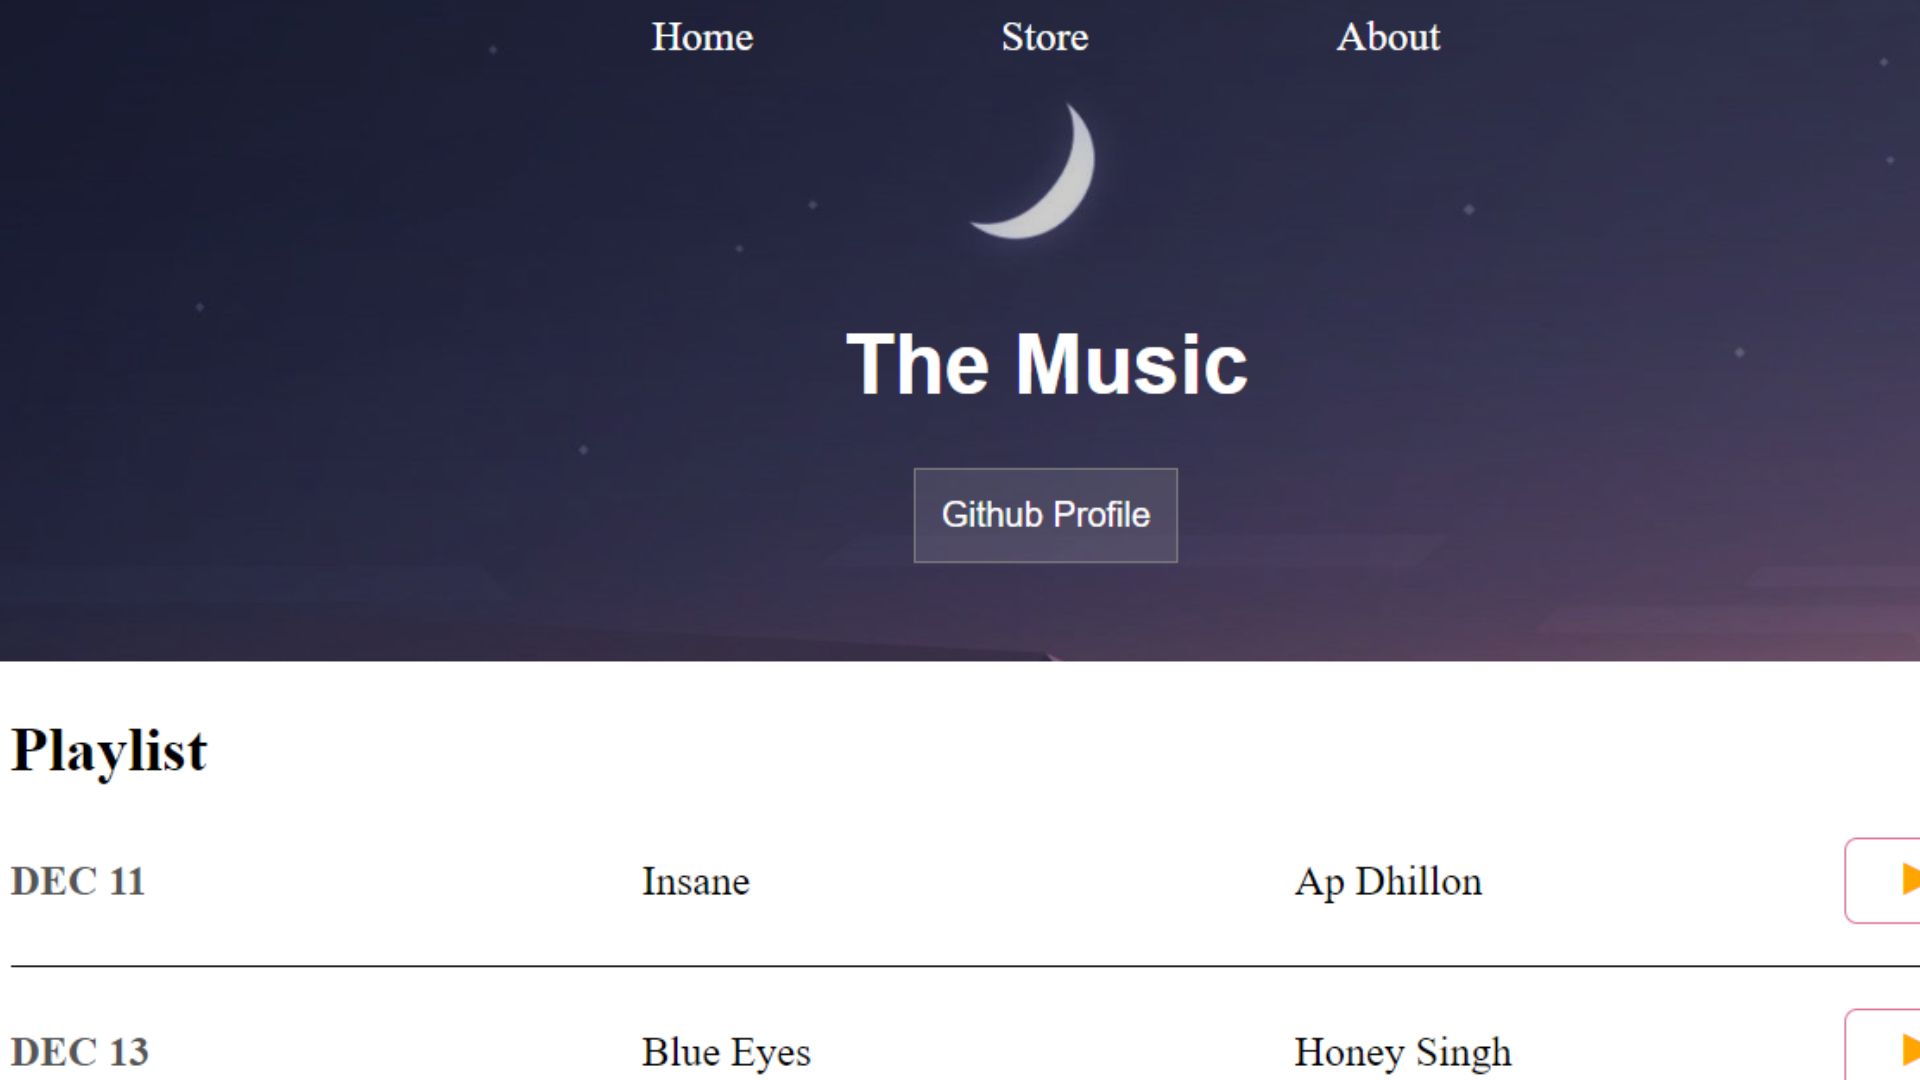 Home Store About
The Music
Github Profile
Playlist
DEC 11 Insane Ap Dhillon
DEC 13 Blue Eyes Honey Singh